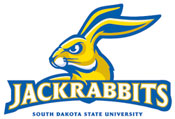 JACKRABBITS
SOUTH DAKOTA STATE UNIVERSITY